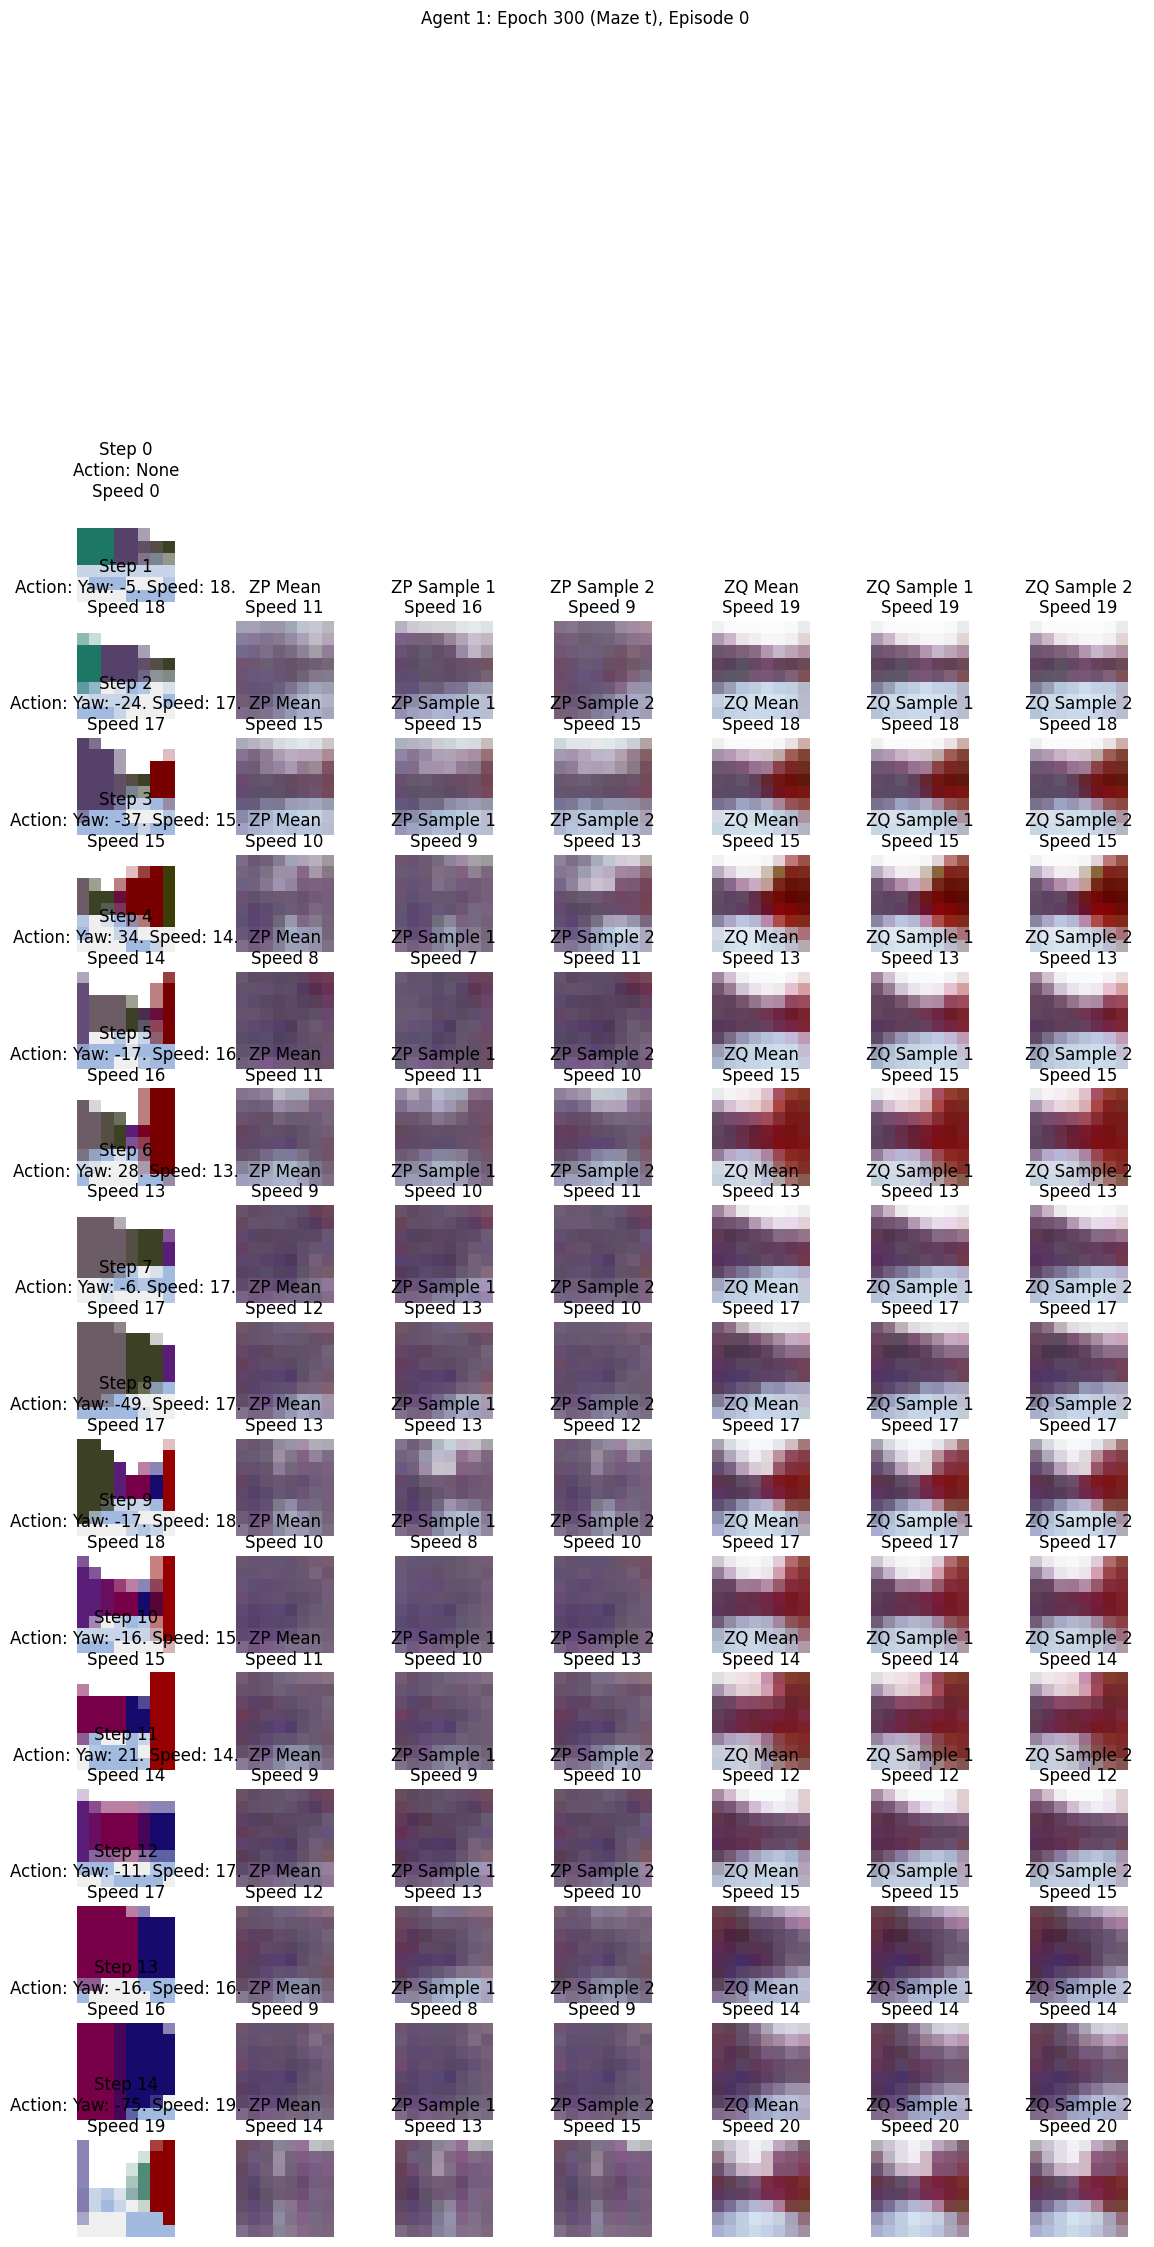 Agent 1: Epoch 300 (Maze t), Episode 0
Step 0
Action: None
Speed 0
Step 1
Action: Yaw: -5. Speed: 18. ZP Mean ZP Sample 1 ZP Sample 2 ZQ Mean ZQ Sample 1 ZQ Sample 2
Speed 18 Speed 11 Speed 16 Speed 9 Speed 19 Speed 19 Speed 19
Step 2
Action: Yaw: -24. Speed: 17. ZP Mean ZP Sample 1 ZP Sample 2 ZQ Mean ZQ Sample 1 ZQ Sample 2
Speed 17 Speed 15 Speed 15 Speed 15 Speed 18 Speed 18 Speed 18
Step 3
Action: Yaw: -37. Speed: 15. ZP Mean ZP Sample 1 ZP Sample 2 ZQ Mean ZQ Sample 1 ZQ Sample 2
Speed 15 Speed 10 Speed 9 Speed 13 Speed 15 Speed 15 Speed 15
Step 4
Action: Yaw: 34. Speed: 14. ZP Mean ZP Sample 1 ZP Sample 2 ZQ Mean ZQ Sample 1 ZQ Sample 2
Speed 14 Speed 8 Speed 7 Speed 11 Speed 13 Speed 13 Speed 13
Step 5
Action: Yaw: -17. Speed: 16. ZP Mean ZP Sample 1 ZP Sample 2 ZQ Mean ZQ Sample 1 ZQ Sample 2
Speed 16 Speed 11 Speed 11 Speed 10 Speed 15 Speed 15 Speed 15
Step 6
Action: Yaw: 28. Speed: 13. ZP Mean ZP Sample 1 ZP Sample 2 ZQ Mean ZQ Sample 1 ZQ Sample 2
Speed 13 Speed 9 Speed 10 Speed 11 Speed 13 Speed 13 Speed 13
Step 7
Action: Yaw: -6. Speed: 17. ZP Mean ZP Sample 1 ZP Sample 2 ZQ Mean ZQ Sample 1 ZQ Sample 2
Speed 17 Speed 12 Speed 13 Speed 10 Speed 17 Speed 17 Speed 17
Step 8
Action: Yaw: -49. Speed: 17. ZP Mean ZP Sample 1 ZP Sample 2 ZQ Mean ZQ Sample 1 ZQ Sample 2
Speed 17 Speed 13 Speed 13 Speed 12 Speed 17 Speed 17 Speed 17
Step 9
Action: Yaw: -17. Speed: 18. ZP Mean ZP Sample 1 ZP Sample 2 ZQ Mean ZQ Sample 1 ZQ Sample 2
Speed 18 Speed 10 Speed 8 Speed 10 Speed 17 Speed 17 Speed 17
Step 10
Action: Yaw: -16. Speed: 15. ZP Mean ZP Sample 1 ZP Sample 2 ZQ Mean ZQ Sample 1 ZQ Sample 2
Speed 15 Speed 11 Speed 10 Speed 13 Speed 14 Speed 14 Speed 14
Step 11
Action: Yaw: 21. Speed: 14. ZP Mean ZP Sample 1 ZP Sample 2 ZQ Mean ZQ Sample 1 ZQ Sample 2
Speed 14 Speed 9 Speed 9 Speed 10 Speed 12 Speed 12 Speed 12
Step 12
Action: Yaw: -11. Speed: 17. ZP Mean ZP Sample 1 ZP Sample 2 ZQ Mean ZQ Sample 1 ZQ Sample 2
Speed 17 Speed 12 Speed 13 Speed 10 Speed 15 Speed 15 Speed 15
Step 13
Action: Yaw: -16. Speed: 16. ZP Mean ZP Sample 1 ZP Sample 2 ZQ Mean ZQ Sample 1 ZQ Sample 2
Speed 16 Speed 9 Speed 8 Speed 9 Speed 14 Speed 14 Speed 14
Step 14
Action: Yaw: -75. Speed: 19. ZP Mean ZP Sample 1 ZP Sample 2 ZQ Mean ZQ Sample 1 ZQ Sample 2
Speed 19 Speed 14 Speed 13 Speed 15 Speed 20 Speed 20 Speed 20